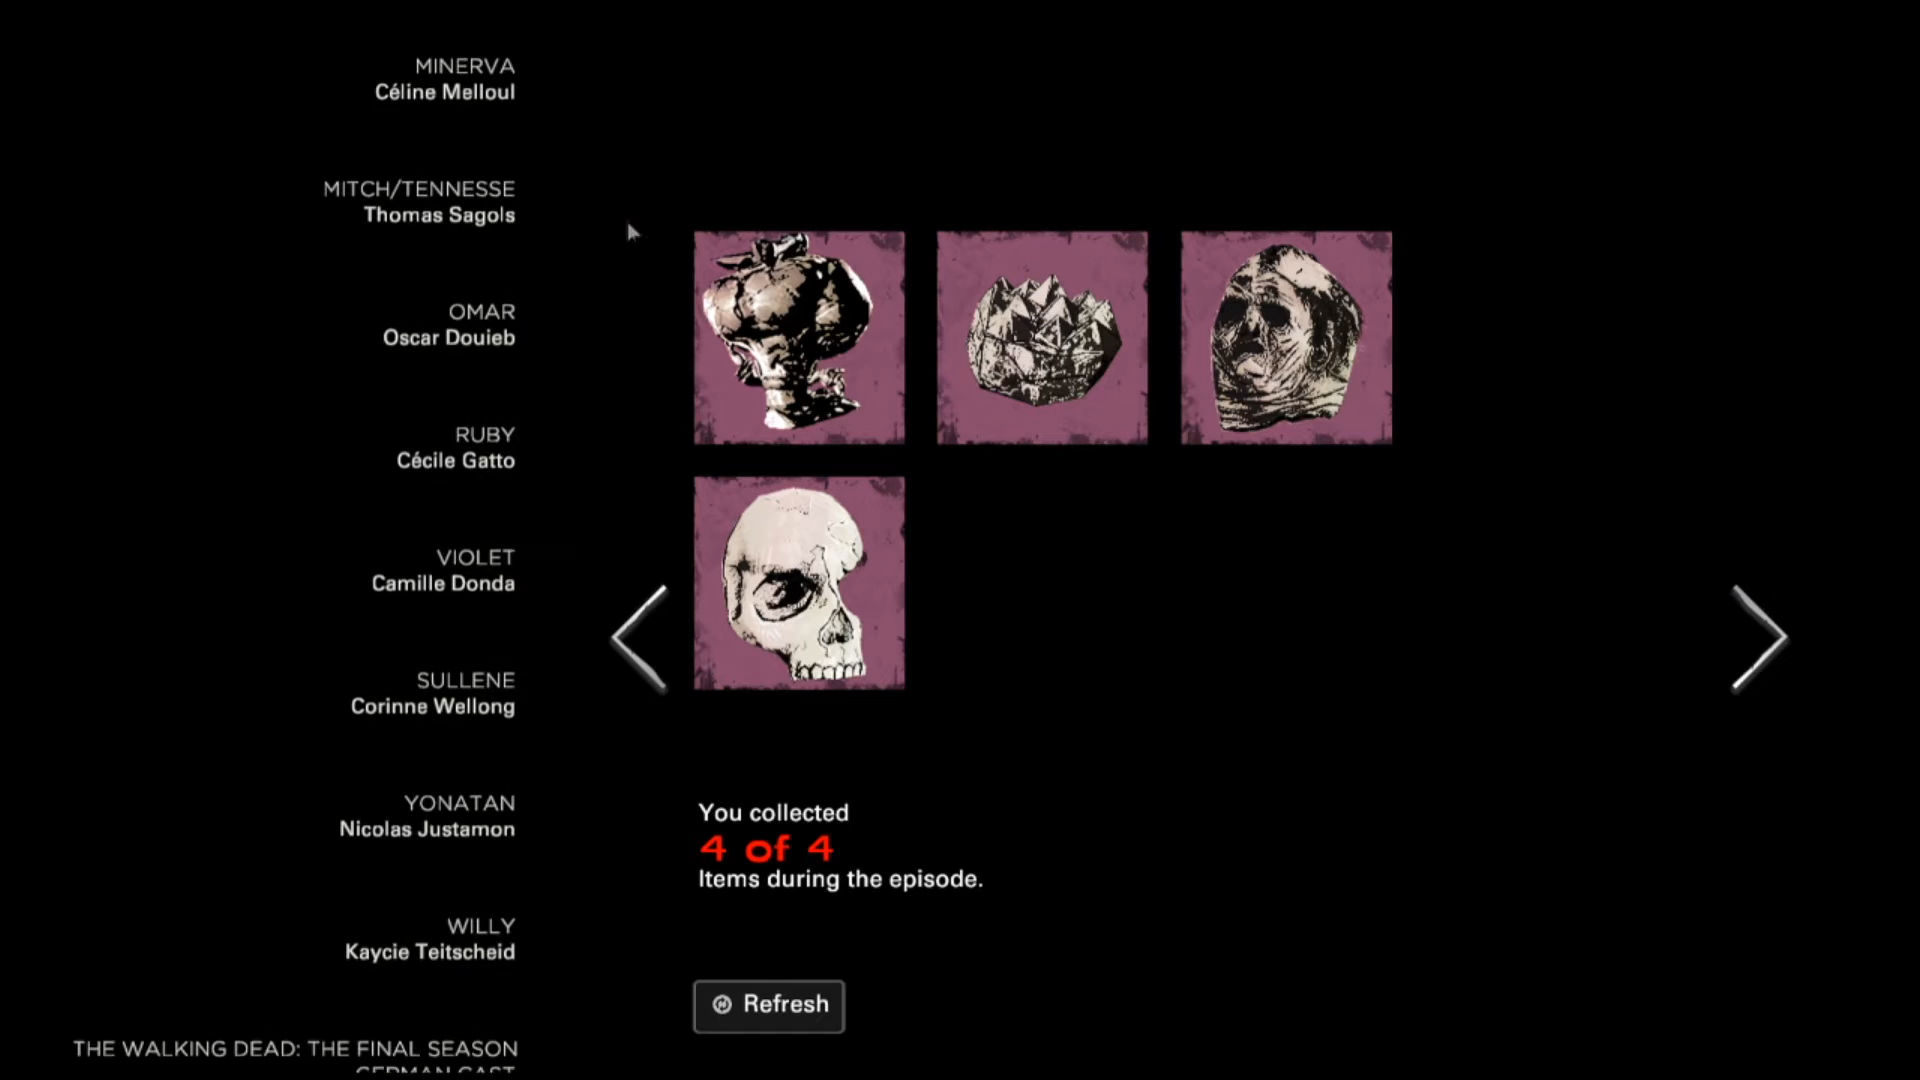 MINERVA
Céline Melloul
MITCH/TENNESSE
Thomas Sagols
OMAR
Oscar Douieb
RUBY
Cécile Gatto
VIOLET
Camille Donda
SULLENE
Corinne Wellong
YONATAN
Nicolas Justamon
WILLY
Kaycie Teitscheid
THE WALKING DEAD: THE FINAL SEASON
GERMAN CAST
You collected
4 of 4
Items during the episode.
Refresh